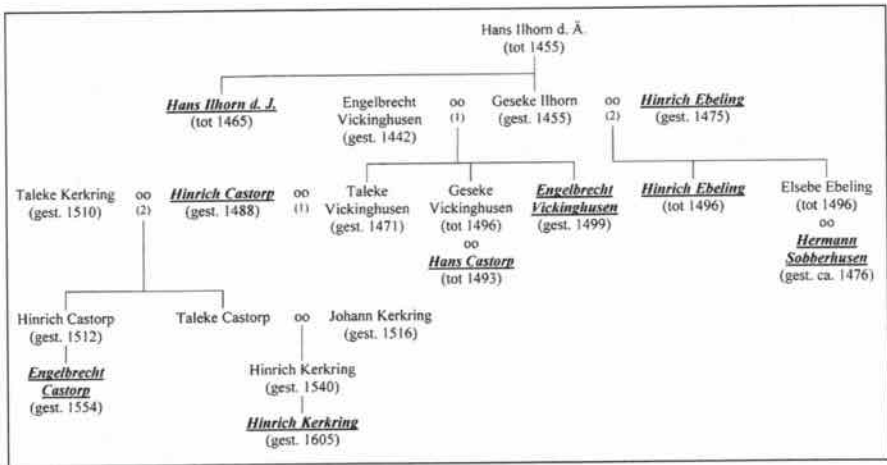 Hans Ilhorn d. Ä.
(tot 1455)
Hans Ilhorn d. J.
(tot 1465)
Engelbrecht
Vickinghusen
(gest. 1442)
oo
(1)
Geseke Ilhorn
(gest. 1455)
oo
(2)
Hinrich Ebeling
(gest. 1475)
Taleke Kerkring
(gest. 1510)
oo
(2)
Hinrich Castorp
(gest. 1488)
oo
(1)
Taleke
Vickinghusen
(gest. 1471)
Geseke
Vickinghusen
(tot 1496)
oo
Hans Castorp
(tot 1493)
Engelbrecht
Vickinghusen
(gest. 1499)
Hinrich Ebeling
(tot 1496)
Elsebe Ebeling
(tot 1496)
oo
Hermann
Sobberhusen
(gest. ca. 1476)
Hinrich Castorp
(gest. 1512)
Engelbrecht
Castorp
(gest. 1554)
Taleke Castorp
oo
Johann Kerkring
(gest. 1516)
Hinrich Kerkring
(gest. 1540)
Hinrich Kerkring
(gest. 1605)